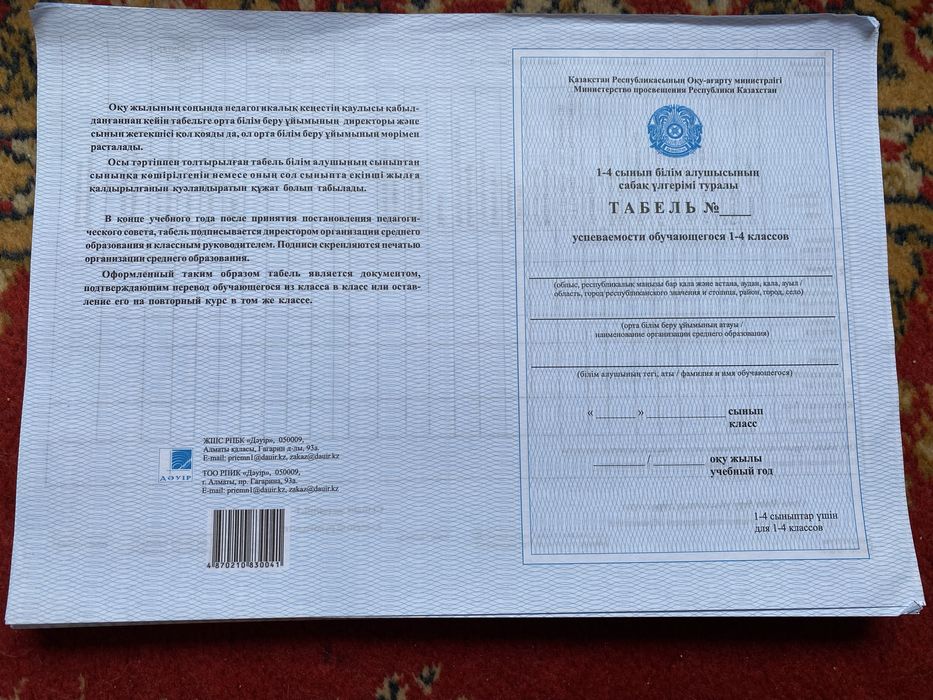 Оқу жылының соңында педагогикалық кеңестің қаулысы қабыл-
данғаннан кейін табельге орта білім беру ұйымының директоры және
сынып жетекшісі қол қояды да, ол орта білім беру ұйымының мөрімен
расталады.
Осы тәртіппен толтырылған табель білім алушының сыныптан
сыныпқа көшірілгенін немесе оның сол сыныпта екінші жылға
қалдырылғанын куәландыратын құжат болып табылады.
В конце учебного года после принятия постановления педагоги-
ческого совета, табель подписывается директором организации среднего
образования и классным руководителем. Подписи скрепляются печатью
организации среднего образования.
Оформленный таким образом табель является документом,
подтверждающим перевод обучающегося из класса в класс или остав-
ление его на повторный курс в том же классе.
ДӘУІР
ЖШС РПБК «Дәуір», 050009,
Алматы қаласы, Гагарин д-лы, 93а.
E-mail: priemn1@dauir.kz, zakaz@dauir.kz
ТОО РПИК «Дәуір», 050009,
г. Алматы, пр. Гагарина, 93а.
E-mail: priemn1@dauir.kz, zakaz@dauir.kz
4 870210 830041
Қазақстан Республикасының Оқу-ағарту министрлігі
Министерство просвещения Республики Казахстан
1-4 сынып білім алушысының
сабақ үлгерімі туралы
ТАБЕЛЬ №____
успеваемости обучающегося 1-4 классов
(облыс, республикалық маңызы бар қала және астана, аудан, қала, ауыл /
область, город республиканского значения и столица, район, город, село)
(орта білім беру ұйымының атауы /
наименование организации среднего образования)
(білім алушының тегі, аты / фамилия и имя обучающегося)
« _______ » ______________ сынып
класс
_________ / _________ оқу жылы
учебный год
1-4 сыныптар үшін
для 1-4 классов